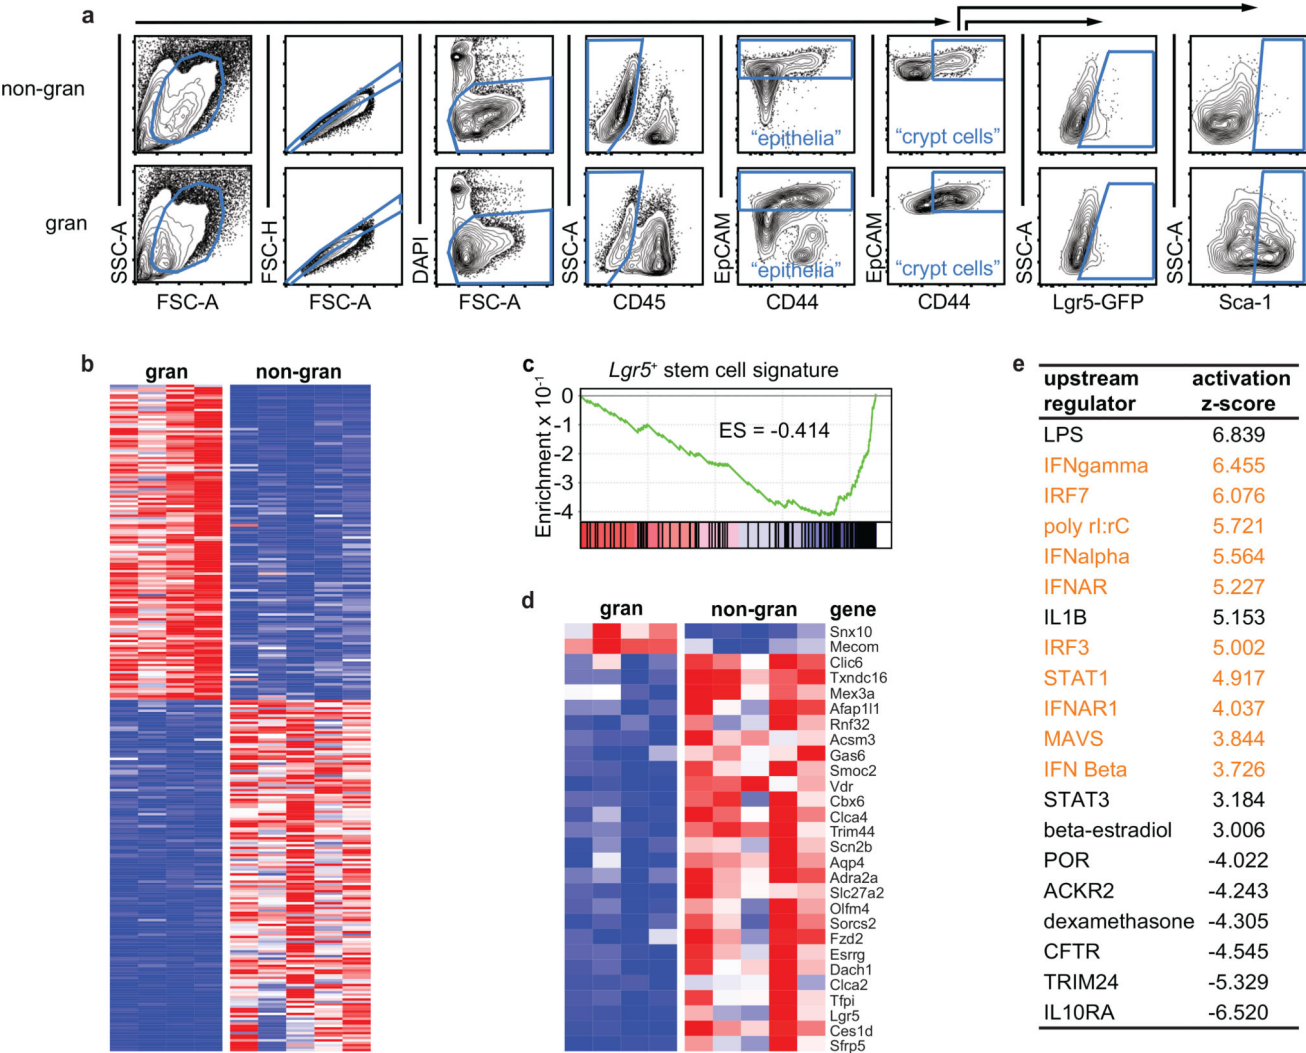 a
non-gran
gran
SSC-A
FSC-H
DAPI
SSC-A
EpCAM
EpCAM
SSC-A
SSC-A
"epithelia"
"crypt cells"
"epithelia"
"crypt cells"
FSC-A
FSC-A
FSC-A
CD45
CD44
CD44
Lgr5-GFP
Sca-1
b
gran non-gran
c
Lgr5+ stem cell signature
Enrichment x 10-1
0
-1
-2
-3
-4
ES = -0.414
d
gran non-gran gene
Snx10
Mecom
Clic6
Txndc16
Mex3a
Afap1l1
Rnf32
Acsm3
Gas6
Smoc2
Vdr
Cbx6
Clca4
Trim44
Scn2b
Aqp4
Adra2a
Slc27a2
Olfm4
Sorcs2
Fzd2
Esrrg
Dach1
Clca2
Tfpi
Lgr5
Ces1d
Sfrp5
e
upstream activation
regulator z-score
LPS 6.839
IFNgamma 6.455
IRF7 6.076
poly rI:rC 5.721
IFNalpha 5.564
IFNAR 5.227
IL1B 5.153
IRF3 5.002
STAT1 4.917
IFNAR1 4.037
MAVS 3.844
IFN Beta 3.726
STAT3 3.184
beta-estradiol 3.006
POR -4.022
ACKR2 -4.243
dexamethasone -4.305
CFTR -4.545
TRIM24 -5.329
IL10RA -6.520